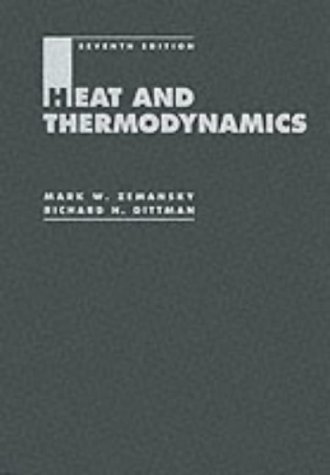 SEVENTH EDITION
HEAT AND
THERMODYNAMICS
MARK W. ZEMANSKY
RICHARD H. DITTMAN